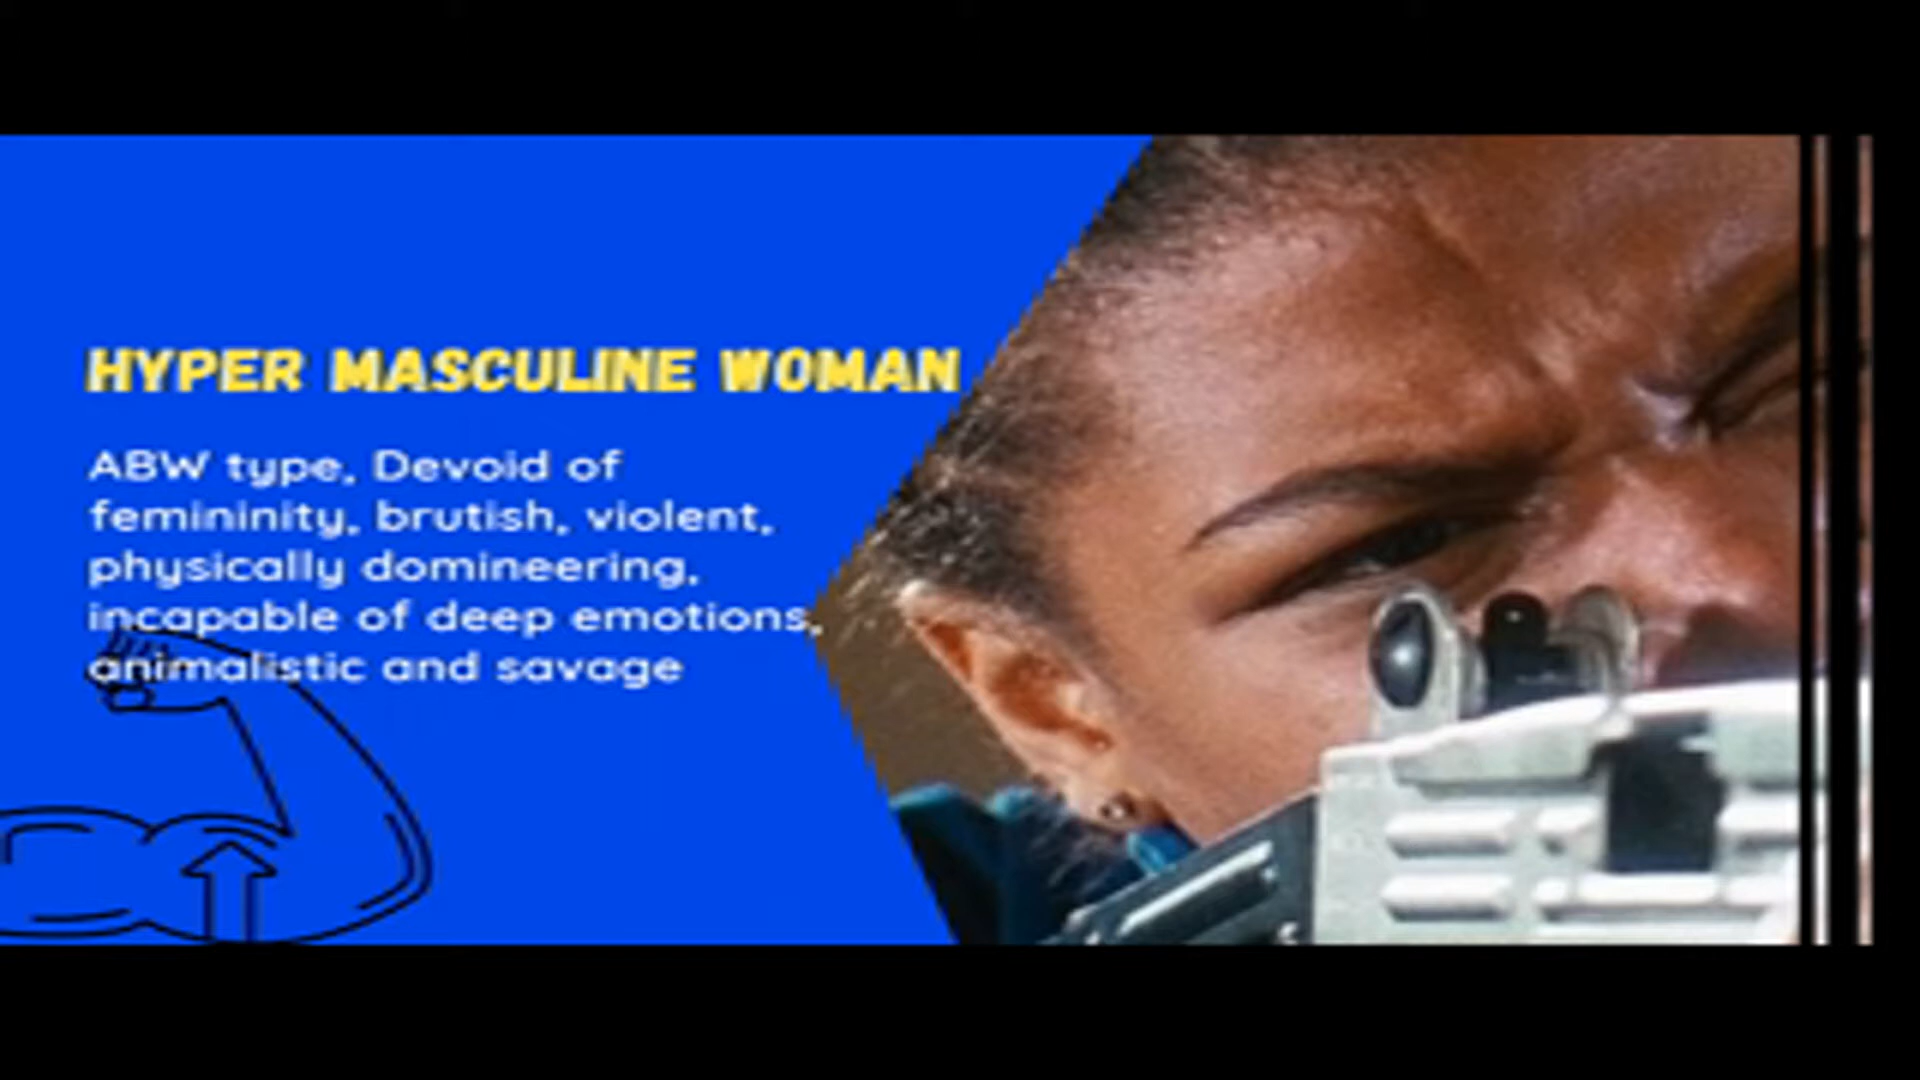 HYPER MASCULINE WOMAN
ABW type, Devoid of
femininity, brutish, violent,
physically domineering,
incapable of deep emotions,
animalistic and savage